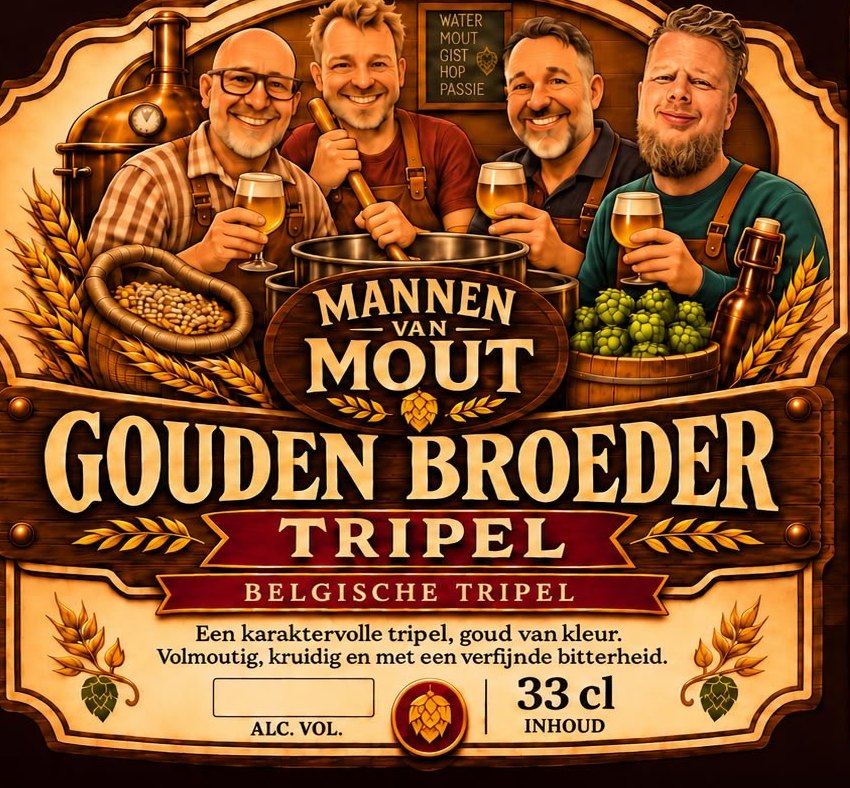 WATER
MOUT
GIST
HOP
PASSIE
MANNEN
VAN
MOUT
GOUDEN BROEDER
TRIPEL
BELGISCHE TRIPEL
Een karaktervolle tripel, goud van kleur.
Volmoutig, kruidig en met een verfijnde bitterheid.
33 cl
ALC. VOL.
INHOUD